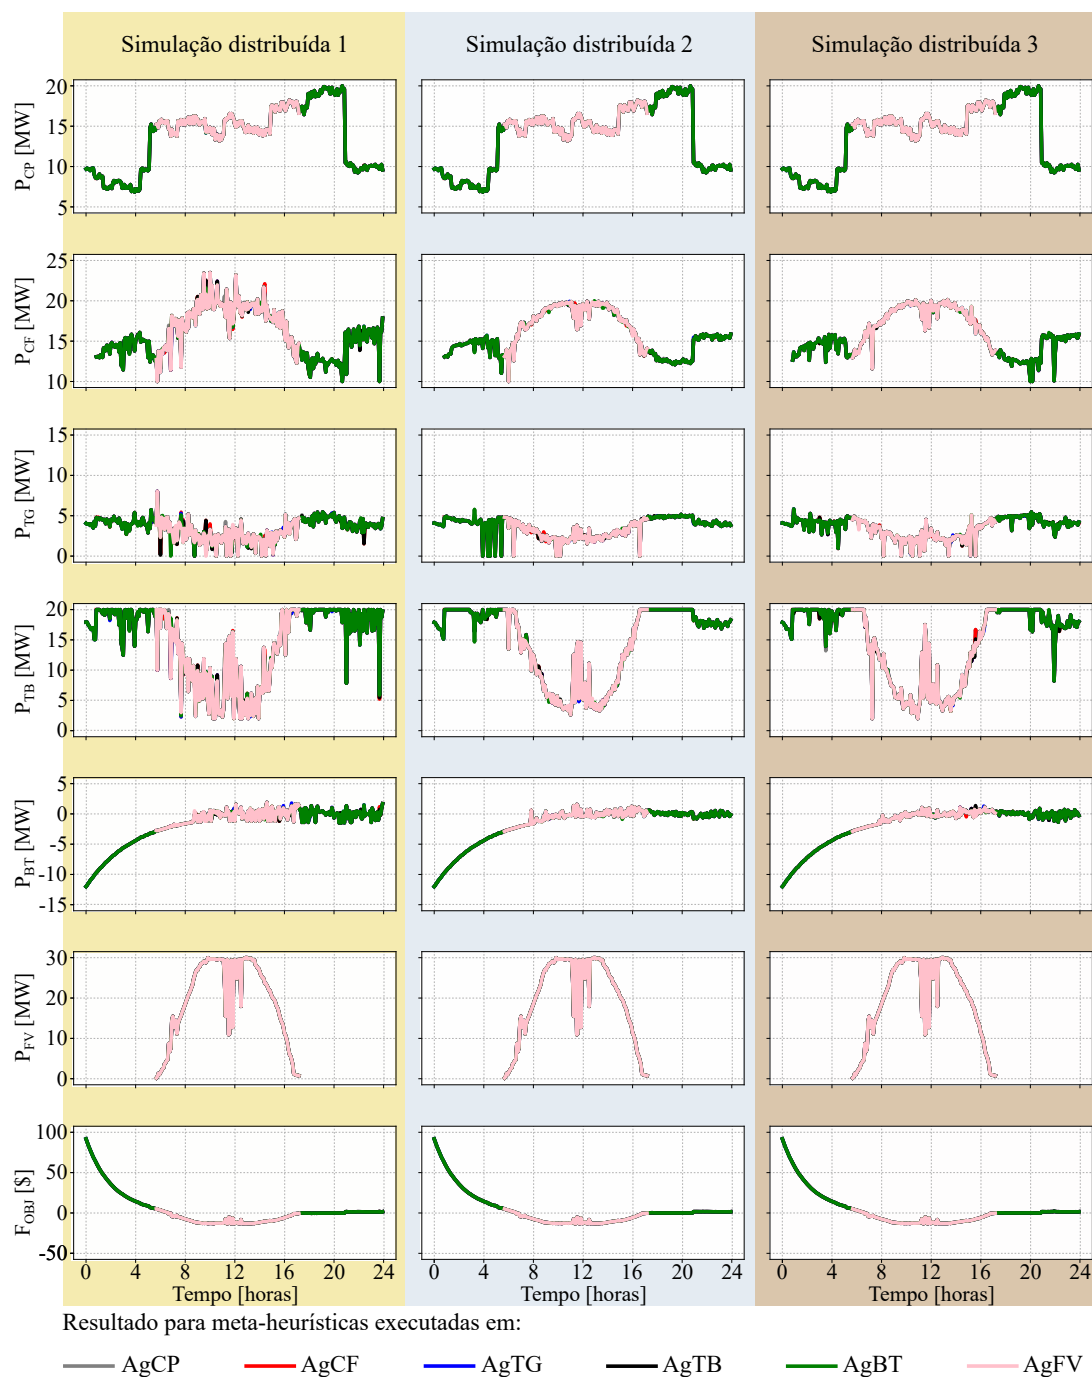 Simulação distribuída 1
Simulação distribuída 2
Simulação distribuída 3
P_CP [MW]
20
15
10
5
P_CF [MW]
25
20
15
10
P_TG [MW]
15
10
5
0
P_TB [MW]
20
15
10
5
0
P_BT [MW]
5
0
-5
-10
-15
P_FV [MW]
30
20
10
0
F_OBJ [$]
100
50
0
-50
0 4 8 12 16 20 24
0 4 8 12 16 20 24
0 4 8 12 16 20 24
Tempo [horas]
Tempo [horas]
Tempo [horas]
Resultado para meta-heurísticas executadas em:
AgCP AgCF AgTG AgTB AgBT AgFV